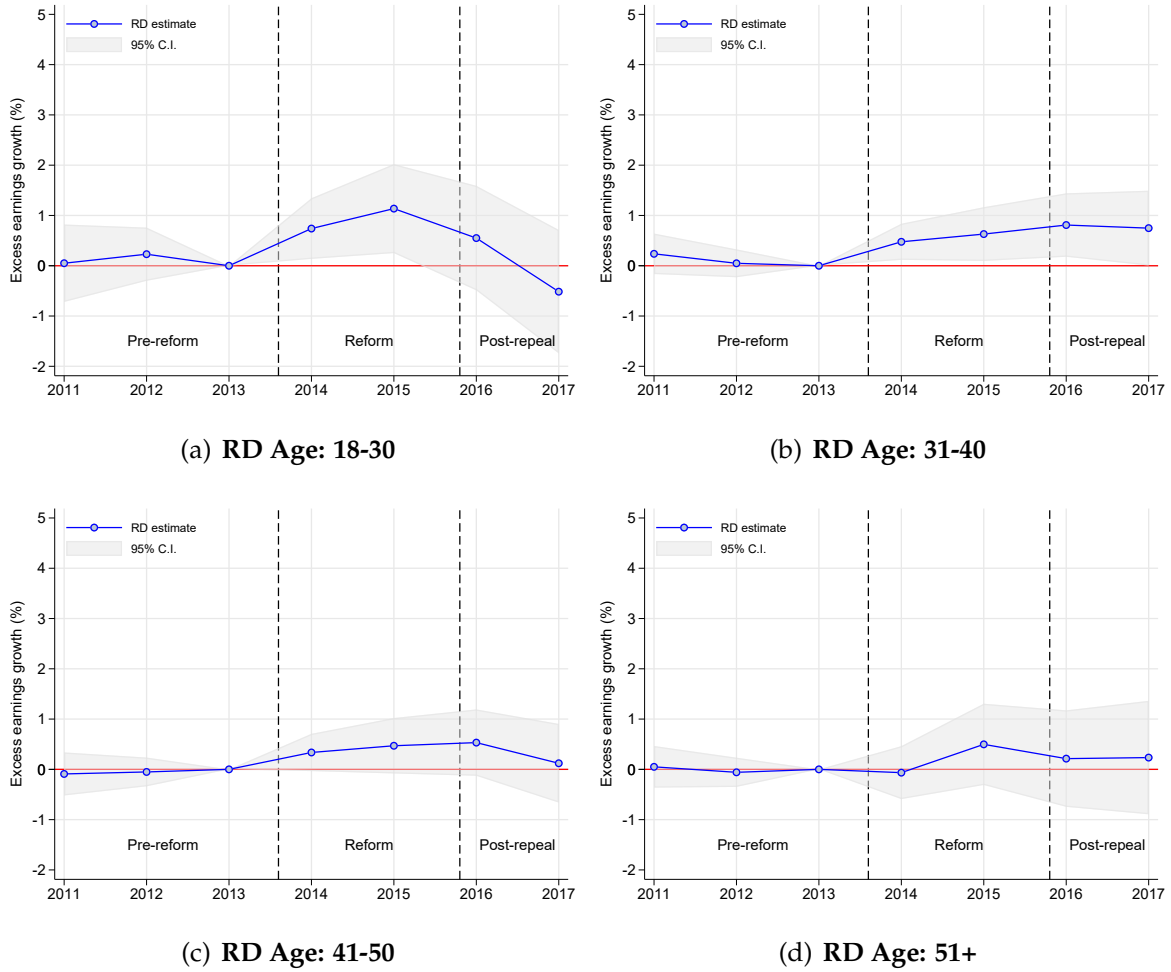 Excess earnings growth (%)
5
4
3
2
1
0
-1
-2
RD estimate
95% C.I.
Pre-reform
Reform
Post-repeal
2011 2012 2013 2014 2015 2016 2017
(a) RD Age: 18-30
Excess earnings growth (%)
5
4
3
2
1
0
-1
-2
RD estimate
95% C.I.
Pre-reform
Reform
Post-repeal
2011 2012 2013 2014 2015 2016 2017
(b) RD Age: 31-40
Excess earnings growth (%)
5
4
3
2
1
0
-1
-2
RD estimate
95% C.I.
Pre-reform
Reform
Post-repeal
2011 2012 2013 2014 2015 2016 2017
(c) RD Age: 41-50
Excess earnings growth (%)
5
4
3
2
1
0
-1
-2
RD estimate
95% C.I.
Pre-reform
Reform
Post-repeal
2011 2012 2013 2014 2015 2016 2017
(d) RD Age: 51+